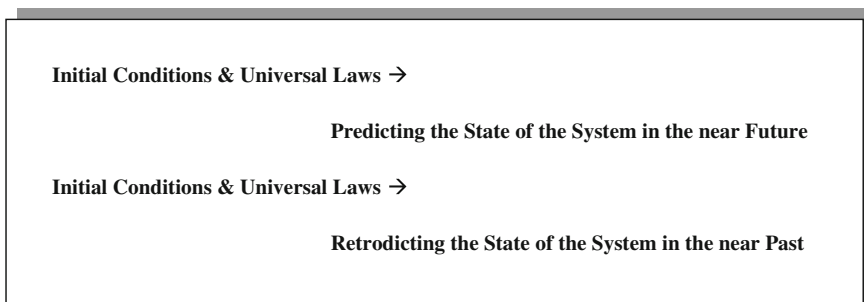 Initial Conditions & Universal Laws →
Predicting the State of the System in the near Future
Initial Conditions & Universal Laws →
Retrodicting the State of the System in the near Past